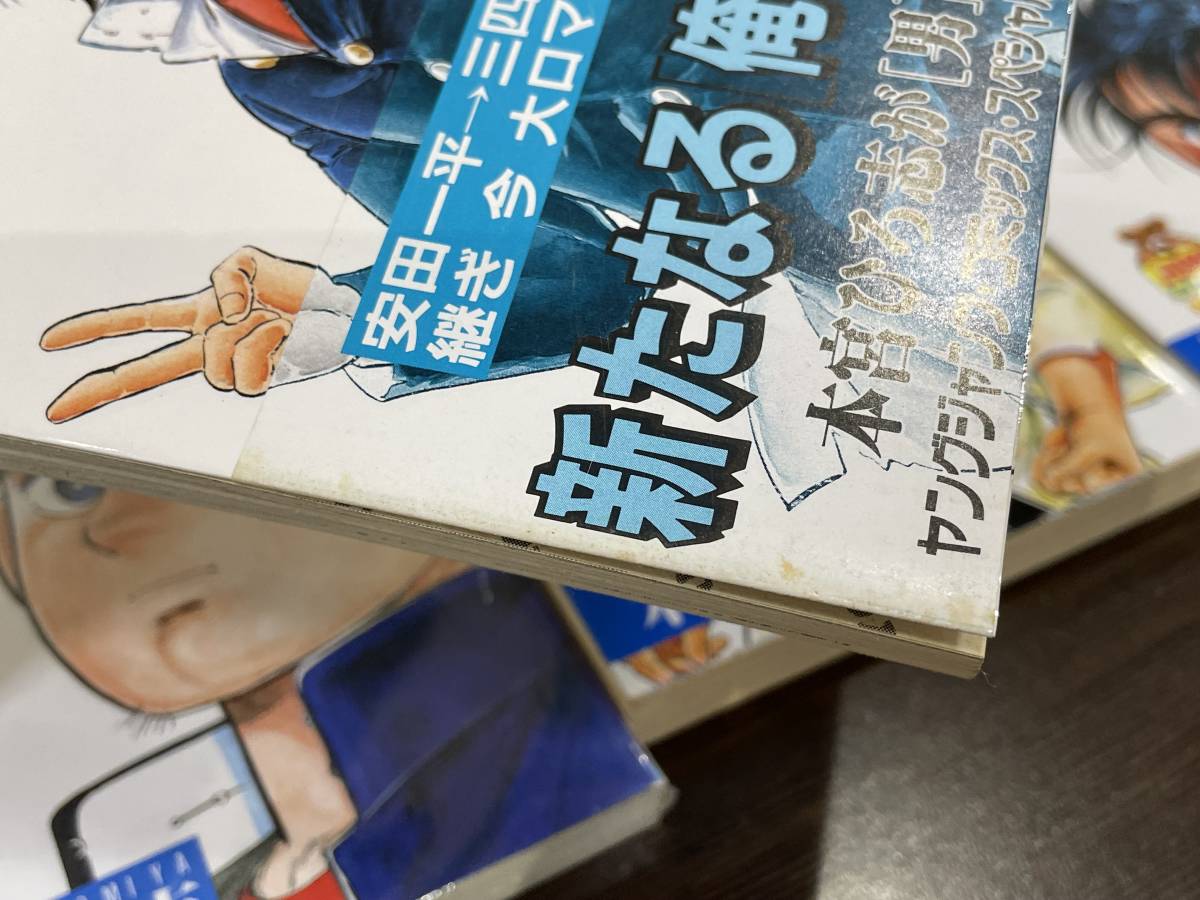 安田一平→三四
継ぎ 今 大ロマ
新たなる「俺
本宮ひろ志が［男］
ヤングジャンプ・コミックス・スペシャル
MIYA